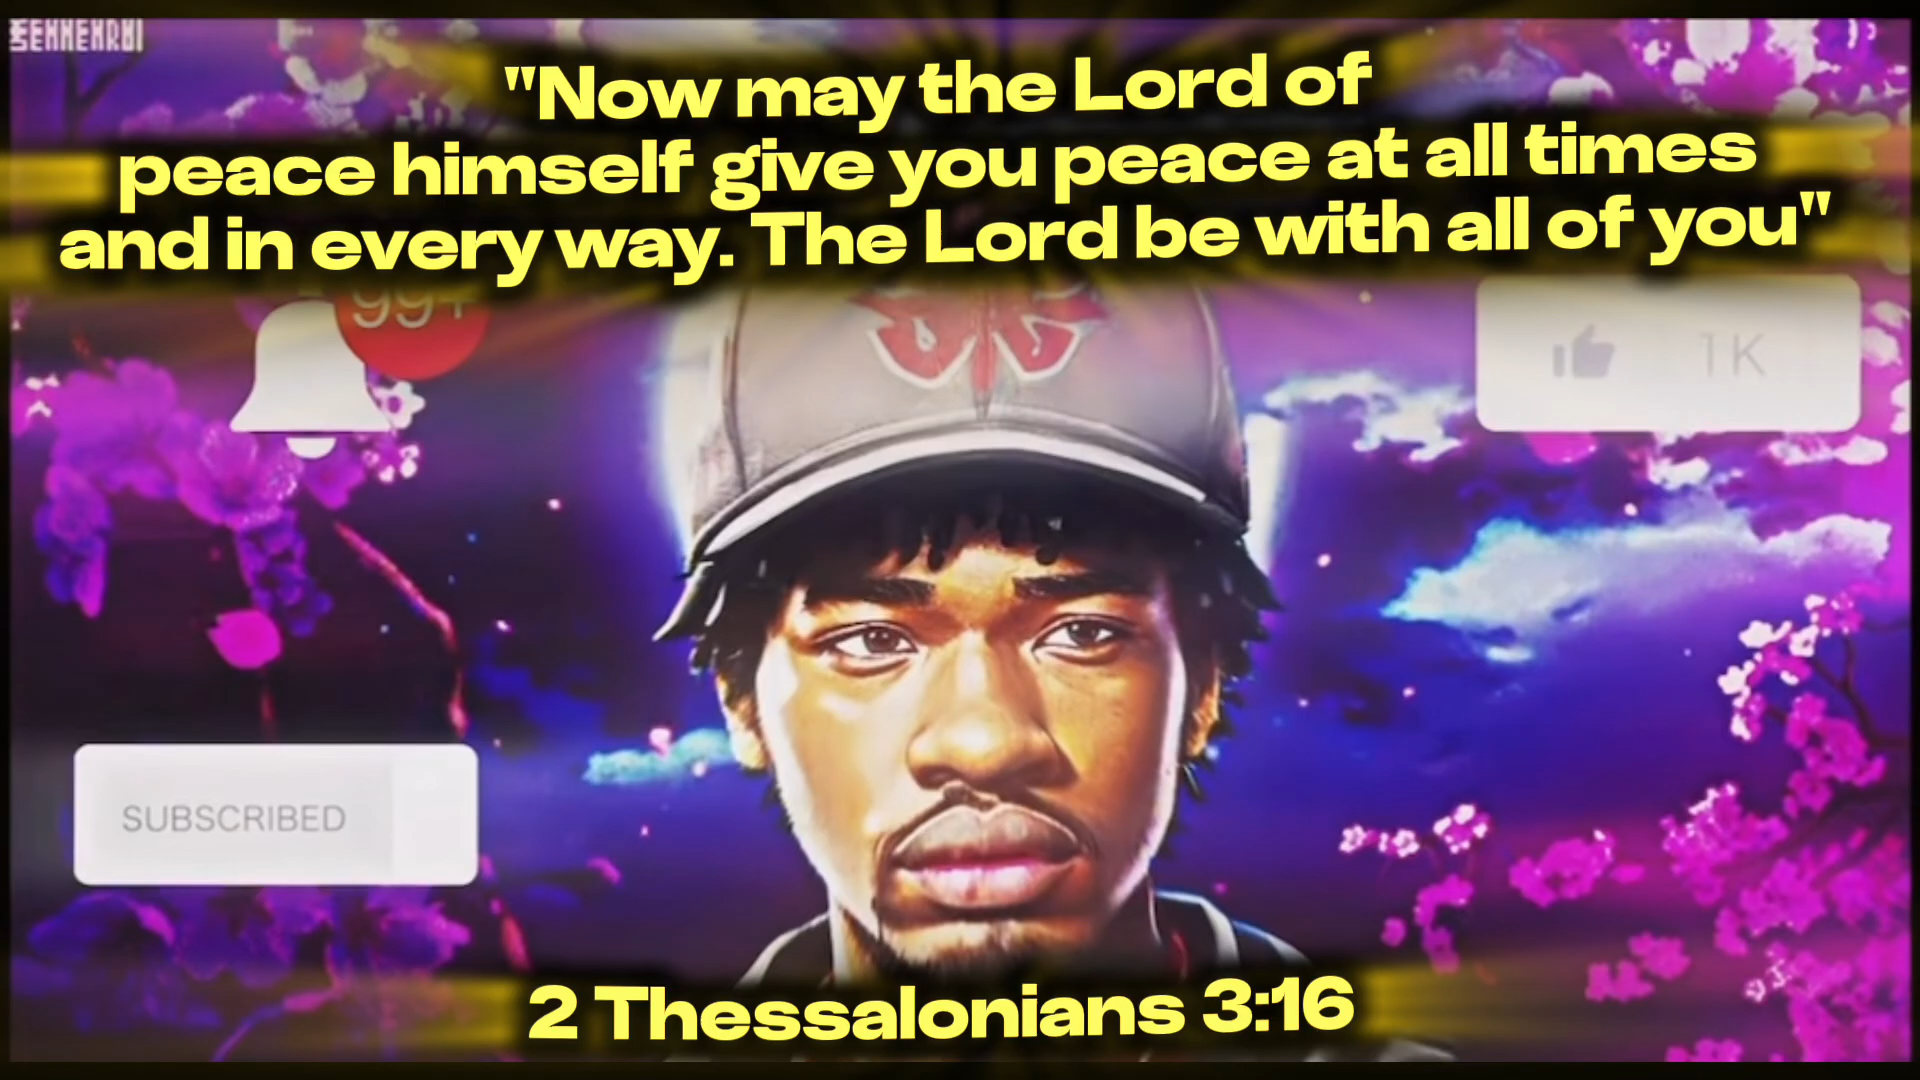 "Now may the Lord of
peace himself give you peace at all times
and in every way. The Lord be with all of you"
99+
1K
SUBSCRIBED
2 Thessalonians 3:16